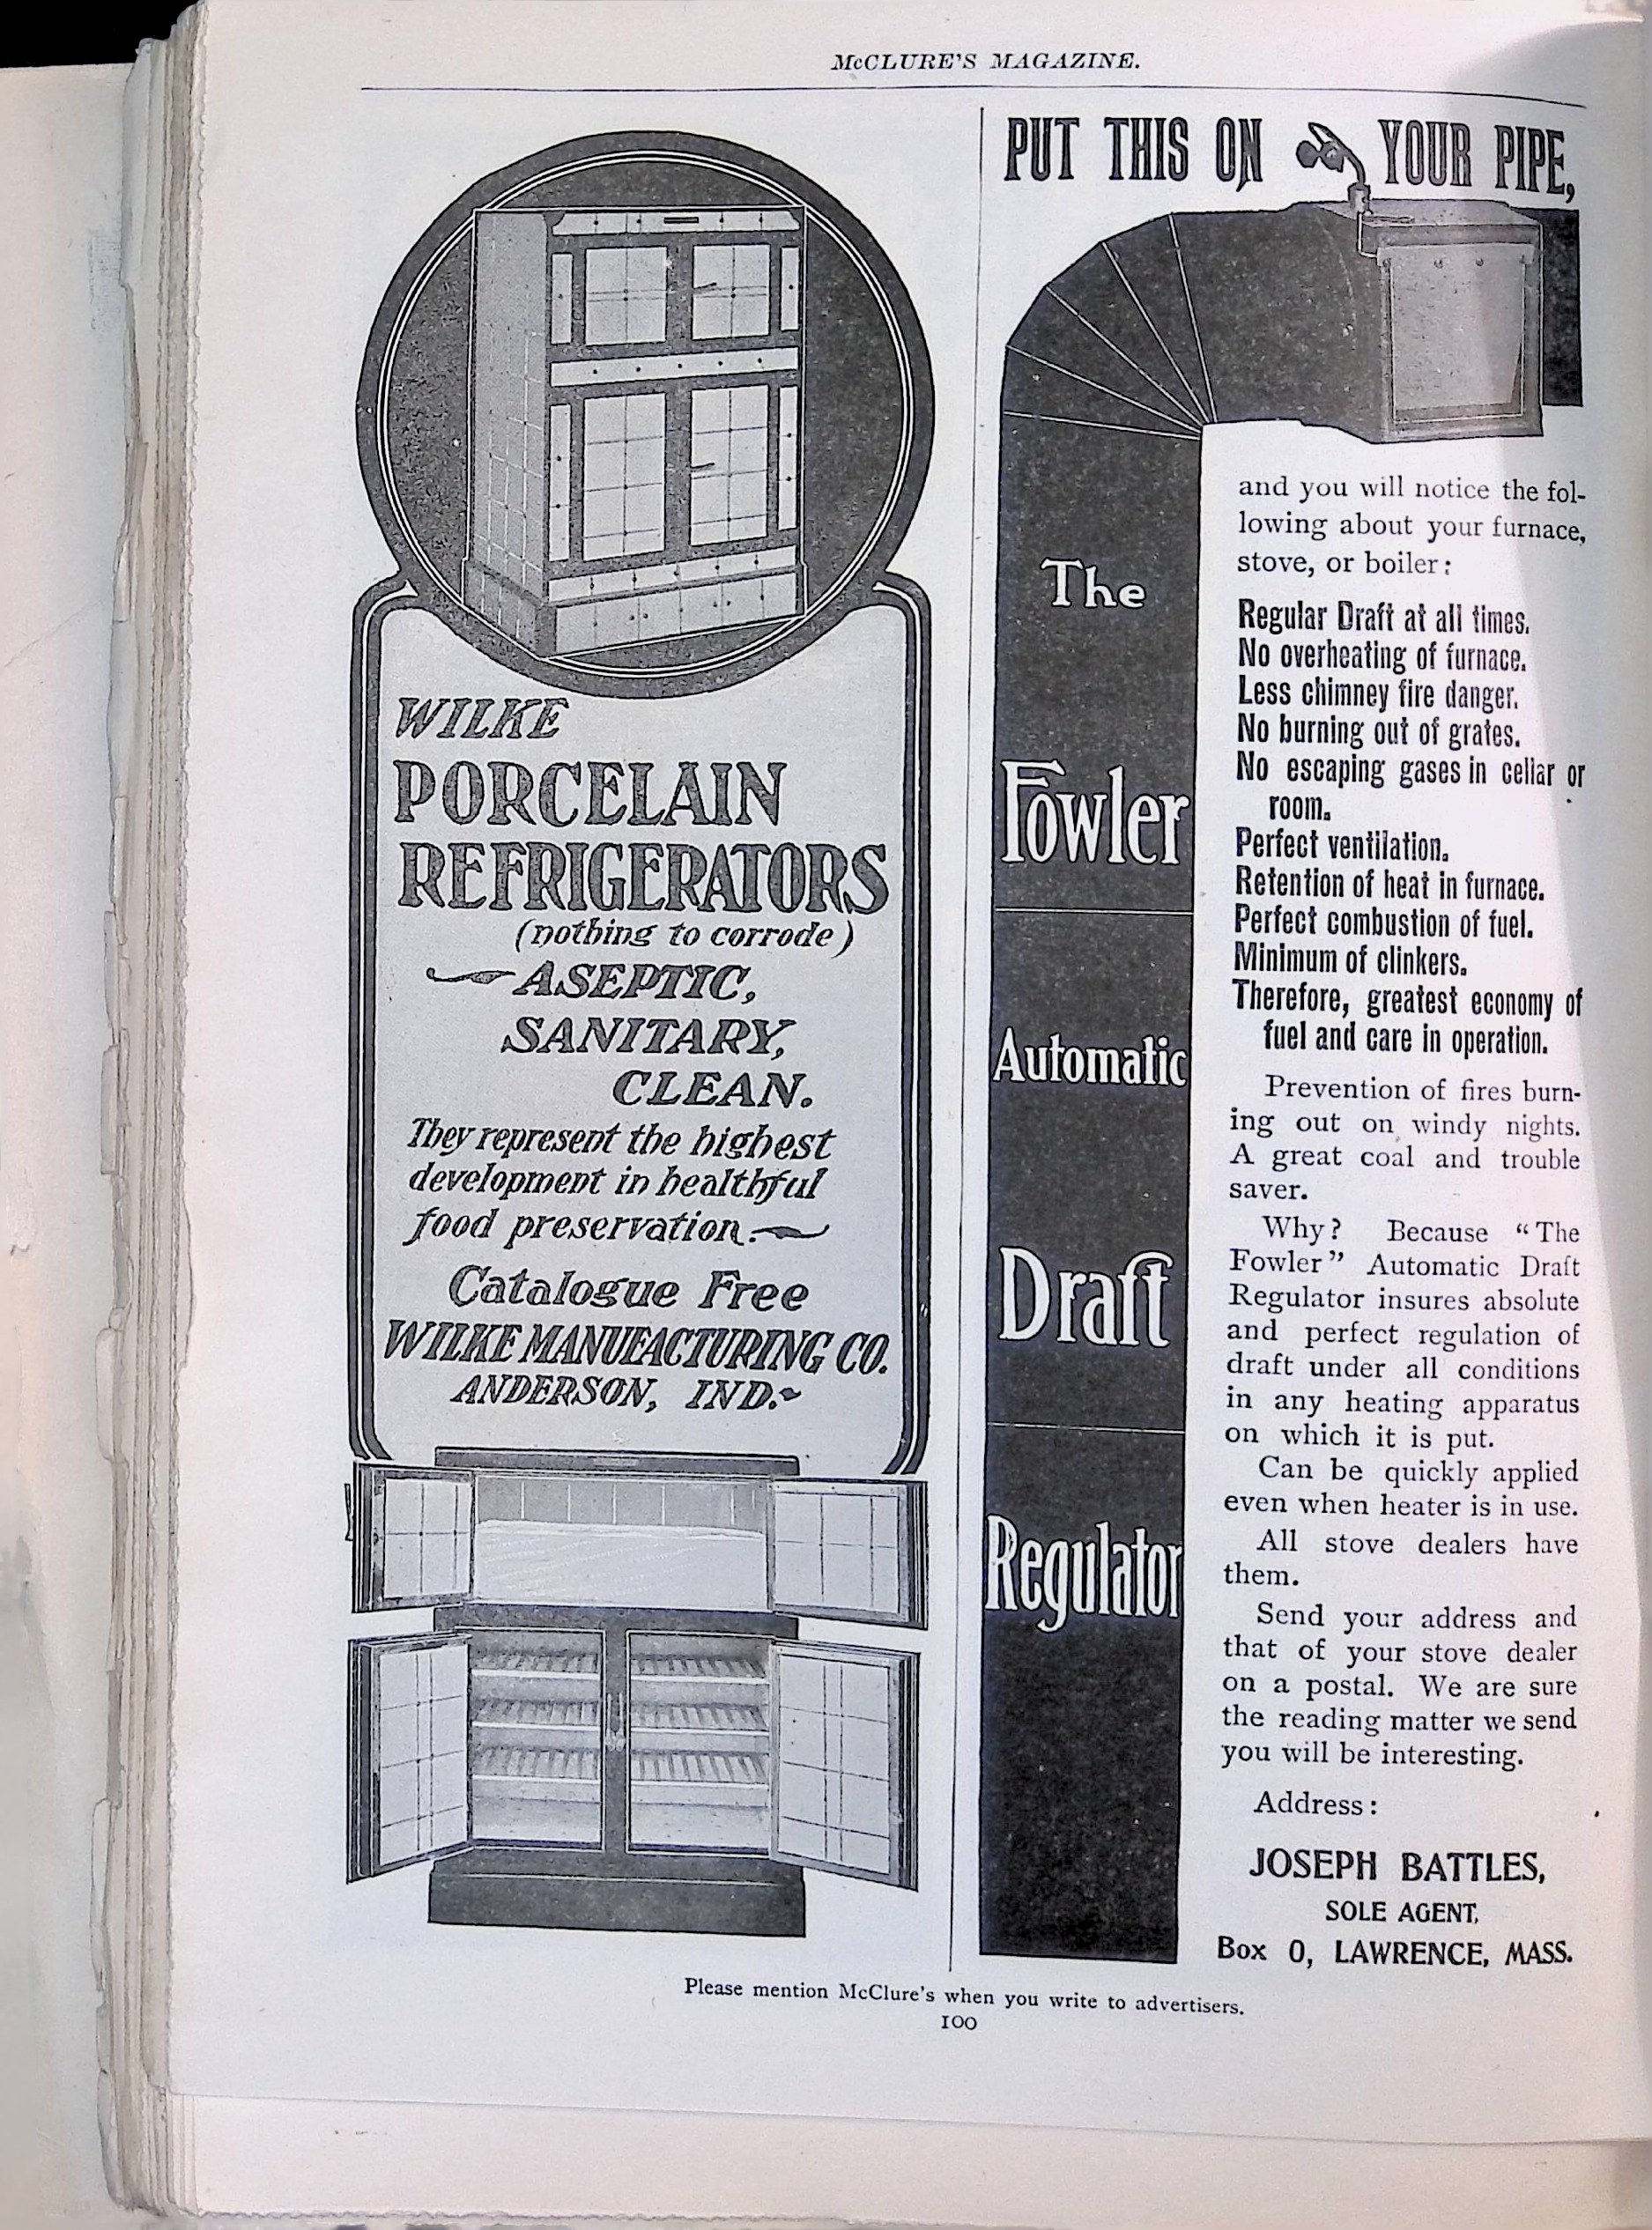 McCLURE'S MAGAZINE.
WILKE
PORCELAIN
REFRIGERATORS
(nothing to corrode)
ASEPTIC,
SANITARY,
CLEAN.
They represent the highest
development in healthful
food preservation.
Catalogue Free
WILKE MANUFACTURING CO.
ANDERSON, IND.
PUT THIS ON YOUR PIPE,
The
Fowler
Automatic
Draft
Regulator
and you will notice the fol-
lowing about your furnace,
stove, or boiler:
Regular Draft at all times.
No overheating of furnace.
Less chimney fire danger.
No burning out of grates.
No escaping gases in cellar or
room.
Perfect ventilation.
Retention of heat in furnace.
Perfect combustion of fuel.
Minimum of clinkers.
Therefore, greatest economy of
fuel and care in operation.
Prevention of fires burn-
ing out on windy nights.
A great coal and trouble
saver.
Why? Because "The
Fowler" Automatic Draft
Regulator insures absolute
and perfect regulation of
draft under all conditions
in any heating apparatus
on which it is put.
Can be quickly applied
even when heater is in use.
All stove dealers have
them.
Send your address and
that of your stove dealer
on a postal. We are sure
the reading matter we send
you will be interesting.
Address:
JOSEPH BATTLES,
SOLE AGENT,
Box O, LAWRENCE, MASS.
Please mention McClure's when you write to advertisers.
100